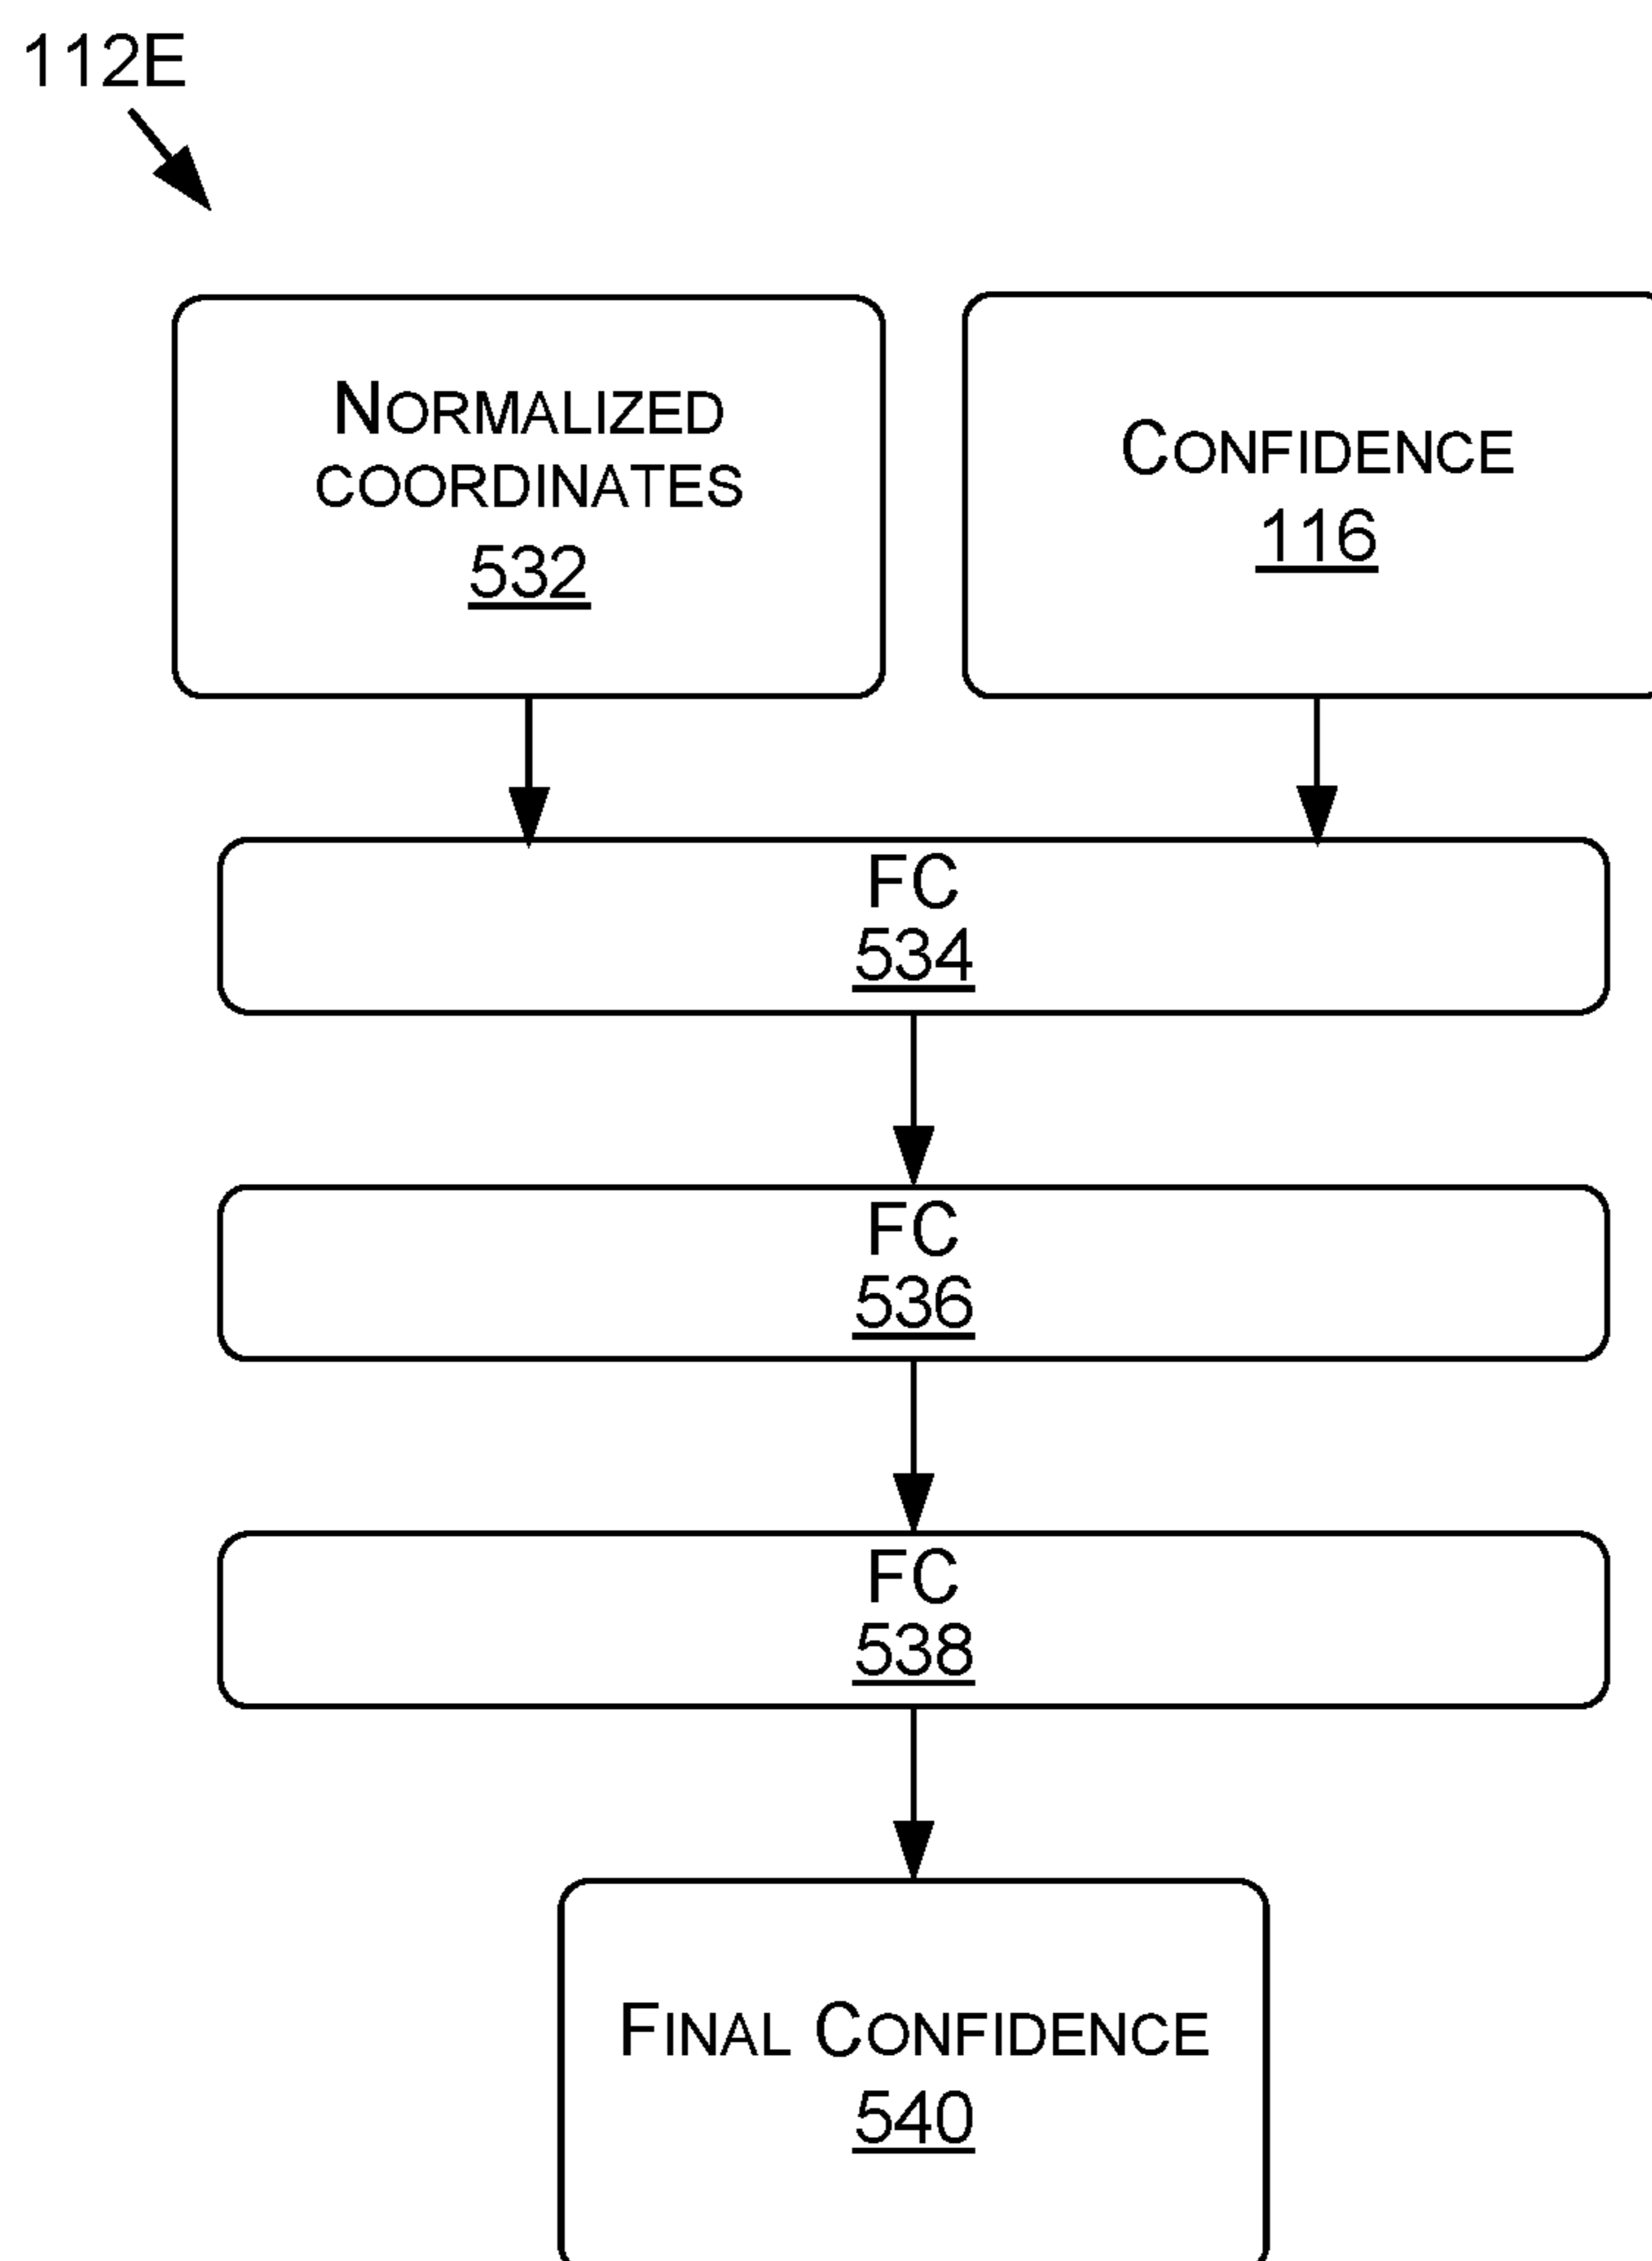 112E
NORMALIZED
COORDINATES
532
CONFIDENCE
116
FC
534
FC
536
FC
538
FINAL CONFIDENCE
540